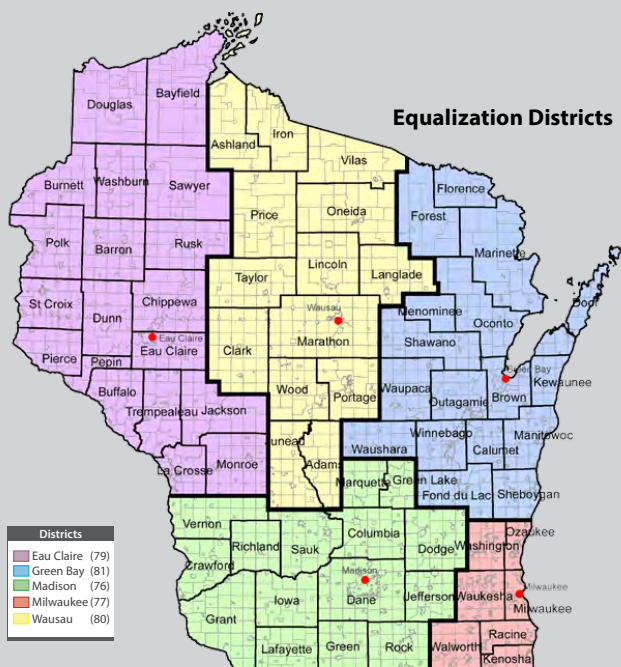 Equalization Districts
Bayfield
Douglas
Iron
Ashland
Vilas
Florence
Burnett
Washburn
Sawyer
Price
Oneida
Forest
Marinette
Polk
Barron
Rusk
Lincoln
Langlade
Taylor
St Croix
Dunn
Chippewa
Wausau
Menominee
Oconto
Door
Eau Claire
Eau Claire
Clark
Marathon
Shawano
Pierce
Pepin
Green Bay
Kewaunee
Buffalo
Wood
Portage
Waupaca
Outagamie
Brown
Trempealeau
Jackson
Juneau
Adams
Waushara
Winnebago
Calumet
Manitowoc
La Crosse
Monroe
Marquette
Green Lake
Fond du Lac
Sheboygan
Vernon
Richland
Sauk
Columbia
Dodge
Washington
Ozaukee
Crawford
Madison
Dane
Jefferson
Waukesha
Milwaukee
Milwaukee
Grant
Iowa
Lafayette
Green
Rock
Walworth
Racine
Kenosha
Districts
Eau Claire (79)
Green Bay (81)
Madison (76)
Milwaukee (77)
Wausau (80)